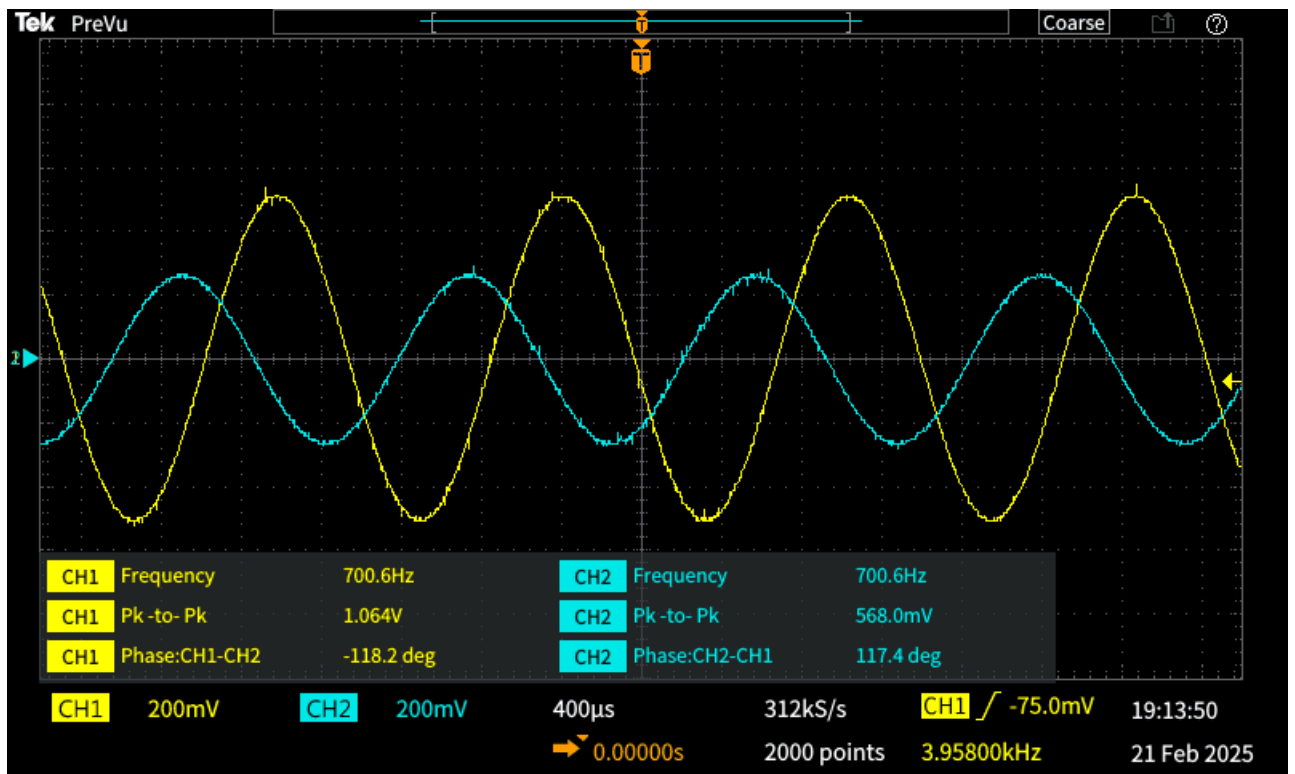 Tek PreVu Coarse ?
T
T
2
CH1 Frequency 700.6Hz CH2 Frequency 700.6Hz
CH1 Pk-to-Pk 1.064V CH2 Pk-to-Pk 568.0mV
CH1 Phase:CH1-CH2 -118.2 deg CH2 Phase:CH2-CH1 117.4 deg
CH1 200mV CH2 200mV 400µs 312kS/s CH1 -75.0mV 19:13:50
0.00000s 2000 points 3.95800kHz 21 Feb 2025